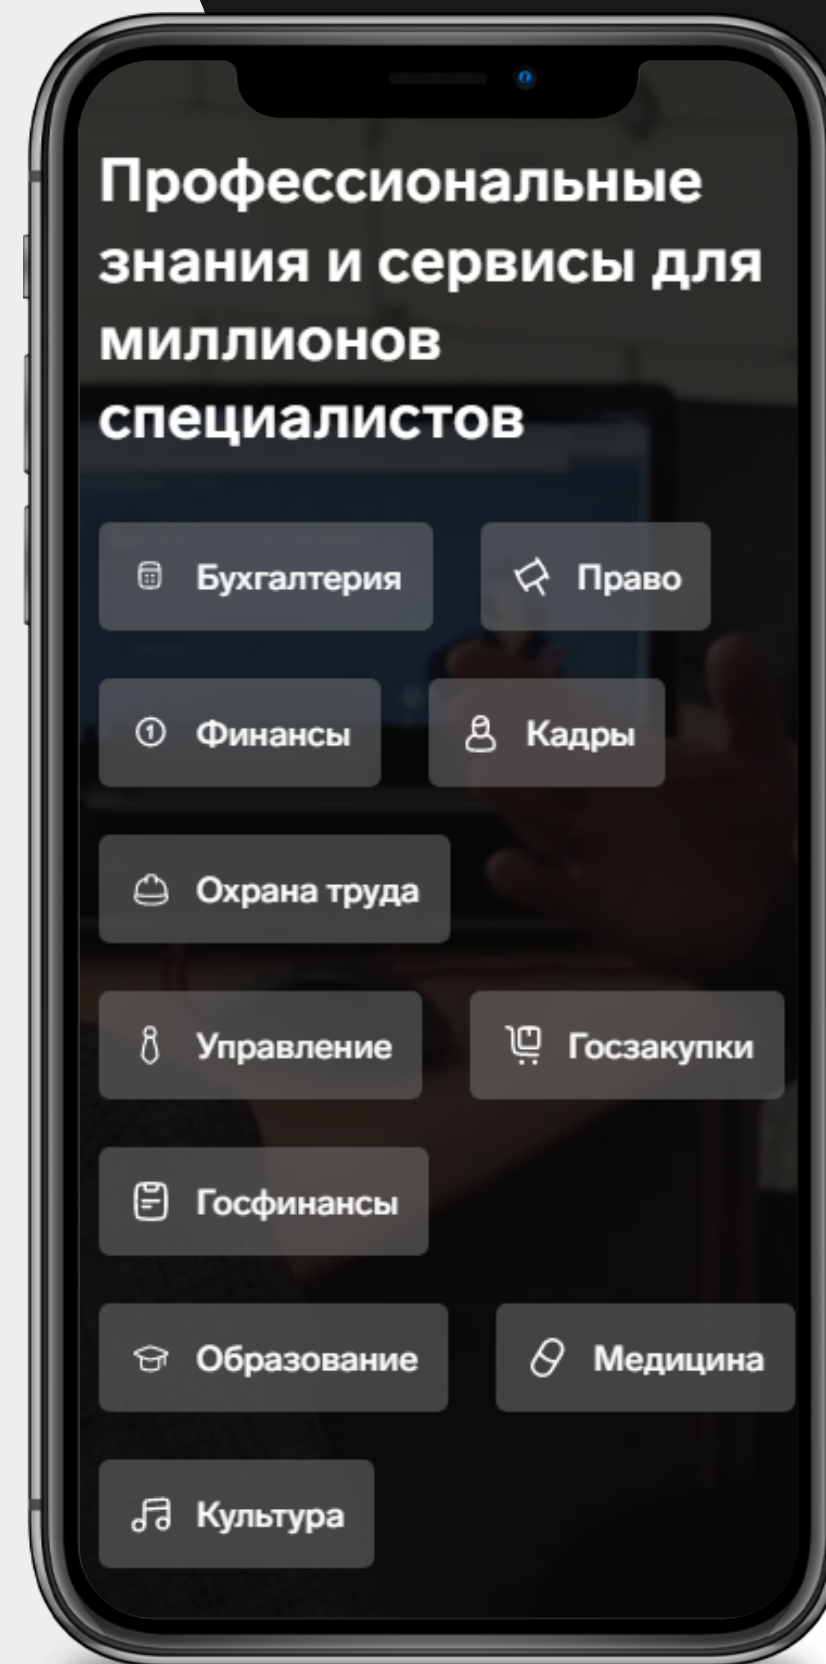 Профессиональные
знания и сервисы для
миллионов
специалистов
Бухгалтерия
Право
Финансы
Кадры
Охрана труда
Управление
Госзакупки
Госфинансы
Образование
Медицина
Культура